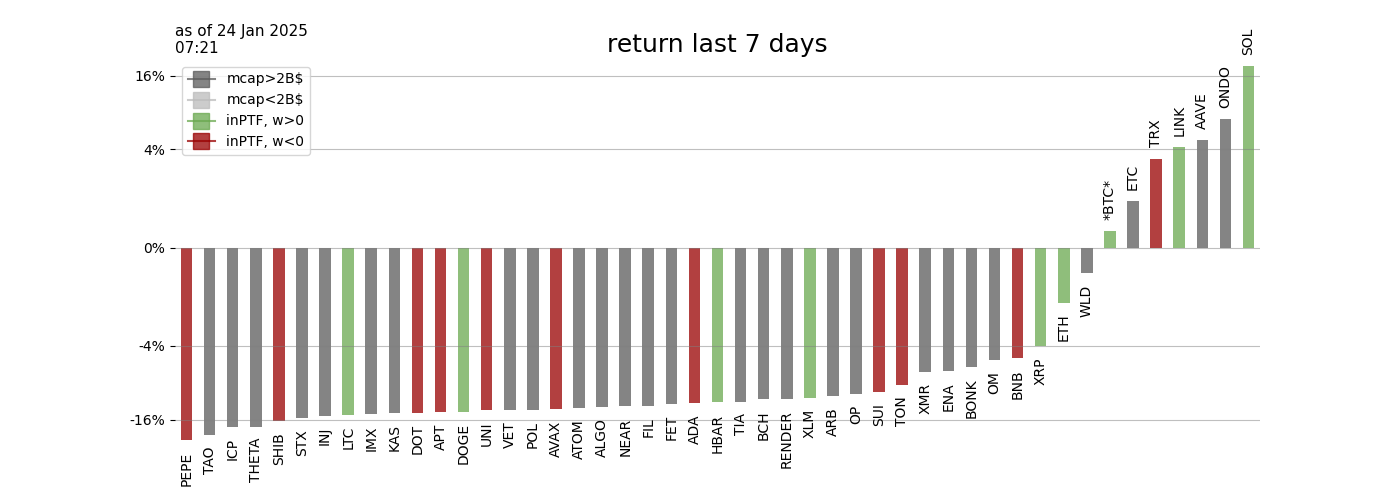 as of 24 Jan 2025
07:21
return last 7 days
mcap>2B$
mcap<2B$
inPTF, w>0
inPTF, w<0
16%
4%
0%
-4%
-16%
PEPE
TAO
ICP
THETA
SHIB
STX
INJ
LTC
IMX
KAS
DOT
APT
DOGE
UNI
VET
POL
AVAX
ATOM
ALGO
NEAR
FIL
FET
ADA
HBAR
TIA
BCH
RENDER
XLM
ARB
OP
SUI
TON
XMR
ENA
BONK
OM
BNB
XRP
ETH
WLD
*BTC*
ETC
TRX
LINK
AAVE
ONDO
SOL